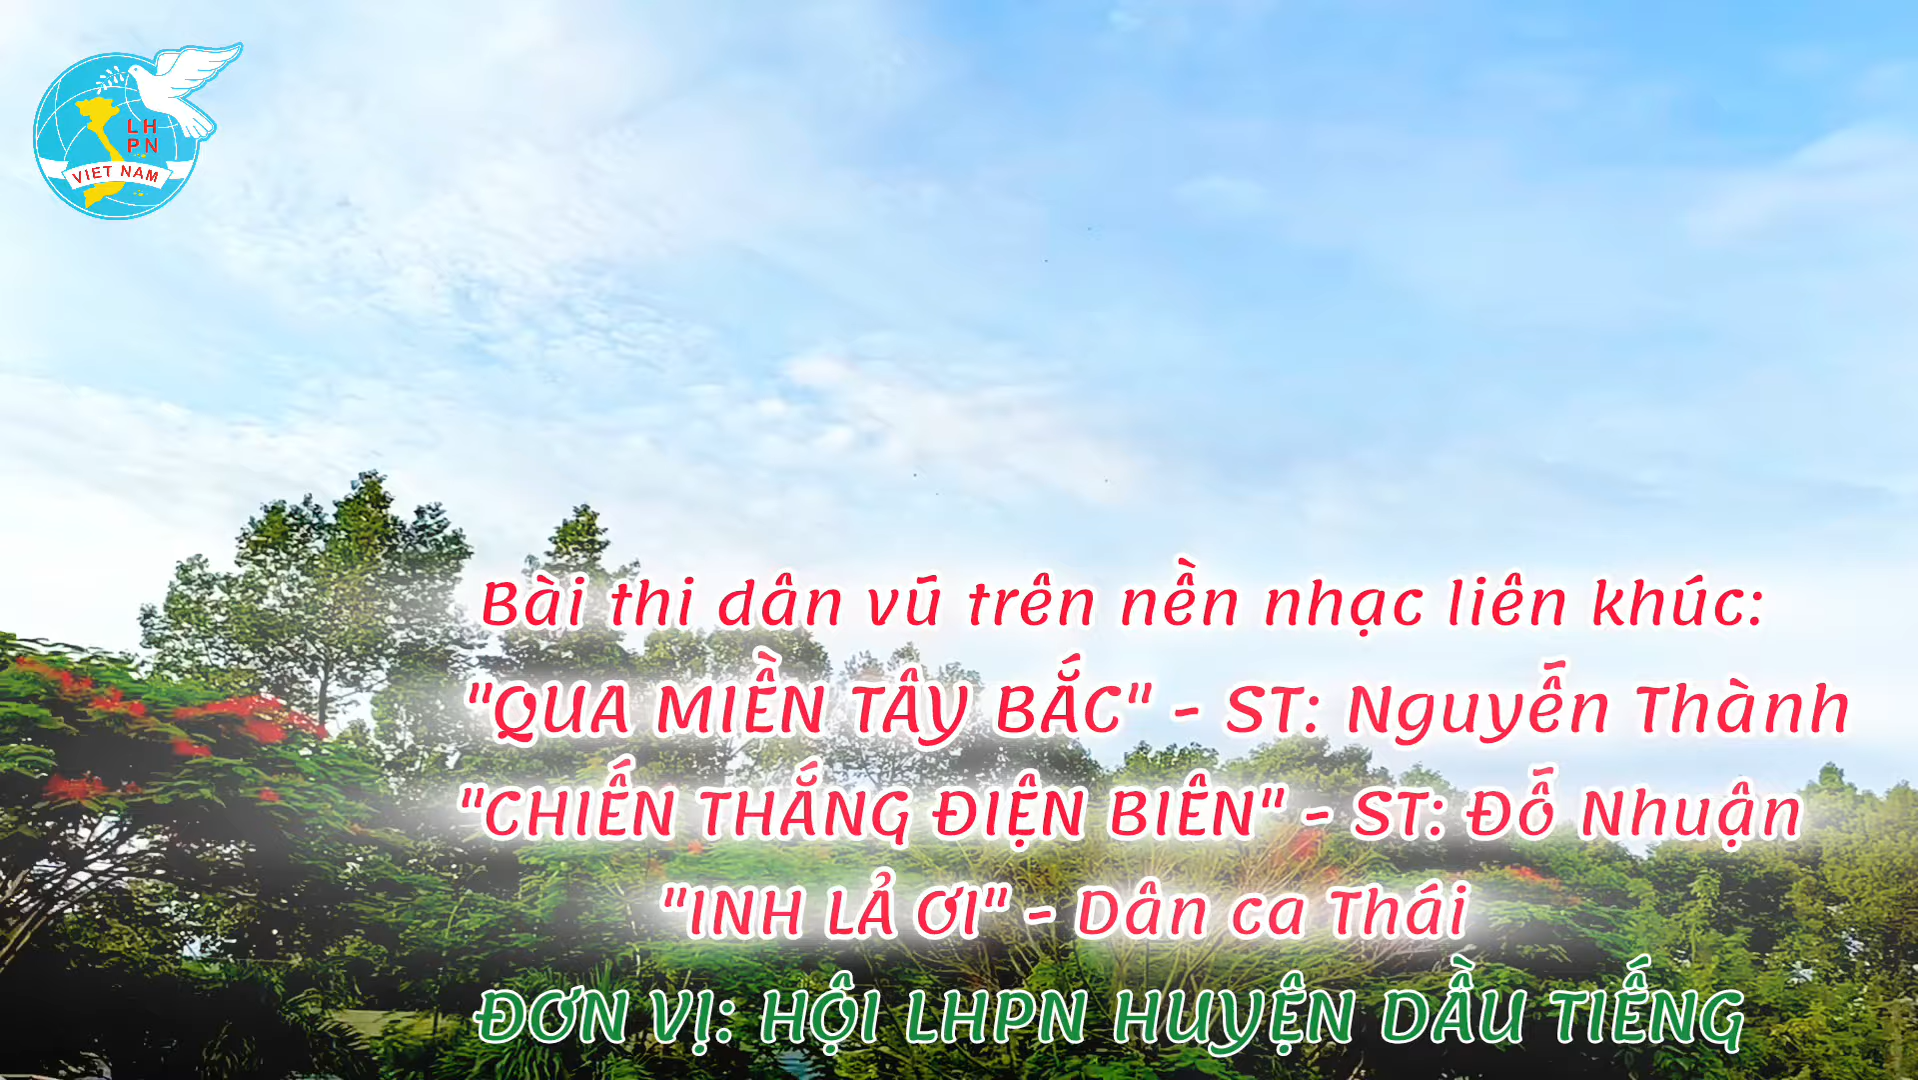 LH
PN
VIET NAM
Bài thi dân vũ trên nền nhạc liên khúc:
"QUA MIỀN TÂY BẮC" - ST: Nguyễn Thành
"CHIẾN THẮNG ĐIỆN BIÊN" - ST: Đỗ Nhuận
"INH LẢ ƠI" - Dân ca Thái
ĐƠN VỊ: HỘI LHPN HUYỆN DẦU TIẾNG